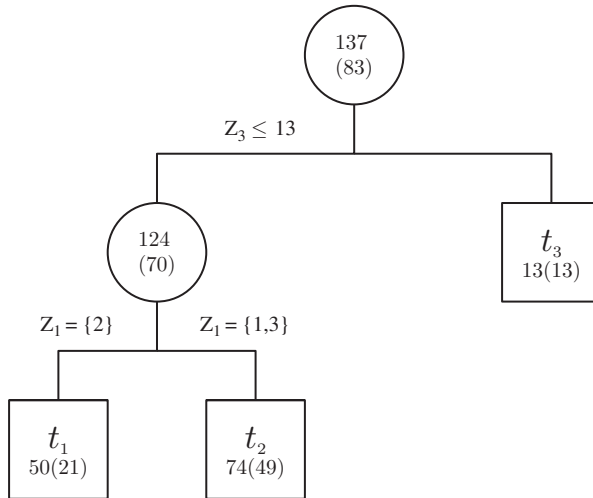 137
(83)
Z₃ ≤ 13
124
(70)
t₃
13(13)
Z₁ = {2}
Z₁ = {1,3}
t₁
50(21)
t₂
74(49)